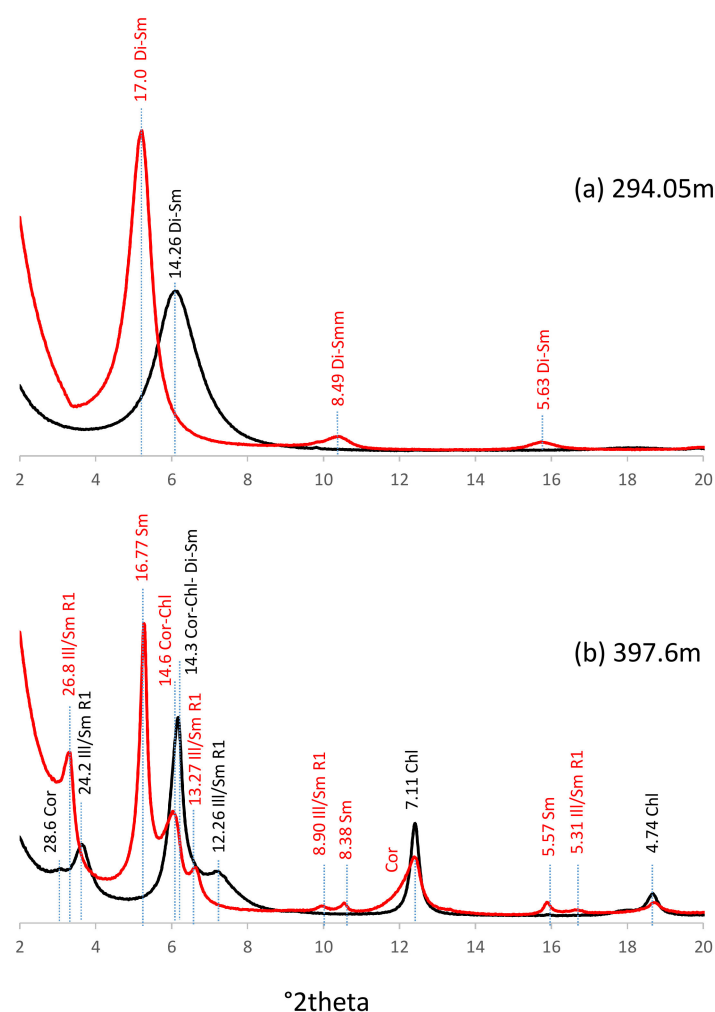 17.0 Di-Sm
14.26 Di-Sm
(a) 294.05m
8.49 Di-Smm
5.63 Di-Sm
2 4 6 8 10 12 14 16 18 20
28.6 Cor
26.8 Ill/Sm R1
24.2 Ill/Sm R1
16.77 Sm
14.6 Cor-Chl
14.3 Cor-Chl- Di-Sm
13.27 Ill/Sm R1
12.26 Ill/Sm R1
(b) 397.6m
8.90 Ill/Sm R1
8.38 Sm
Cor
7.11 Chl
5.57 Sm
5.31 Ill/Sm R1
4.74 Chl
2 4 6 8 10 12 14 16 18 20
°2theta